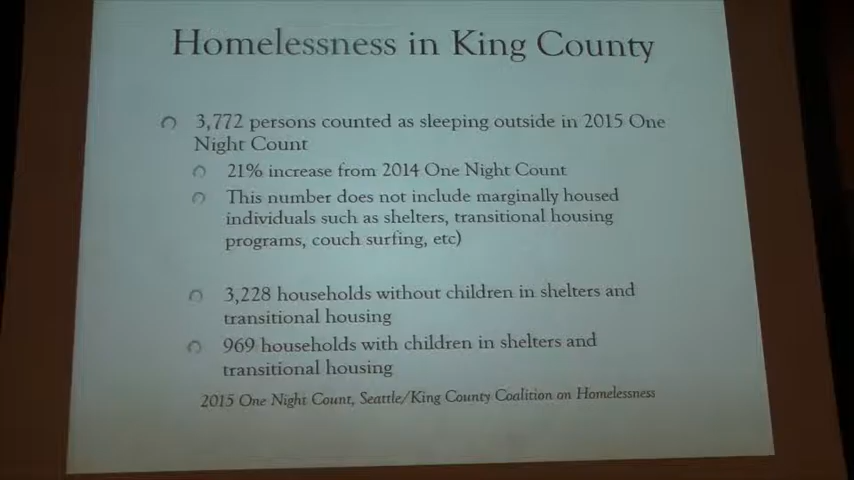 Homelessness in King County
3,772 persons counted as sleeping outside in 2015 One
Night Count
21% increase from 2014 One Night Count
This number does not include marginally housed
individuals such as shelters, transitional housing
programs, couch surfing, etc)
3,228 households without children in shelters and
transitional housing
969 households with children in shelters and
transitional housing
2015 One Night Count, Seattle/King County Coalition on Homelessness